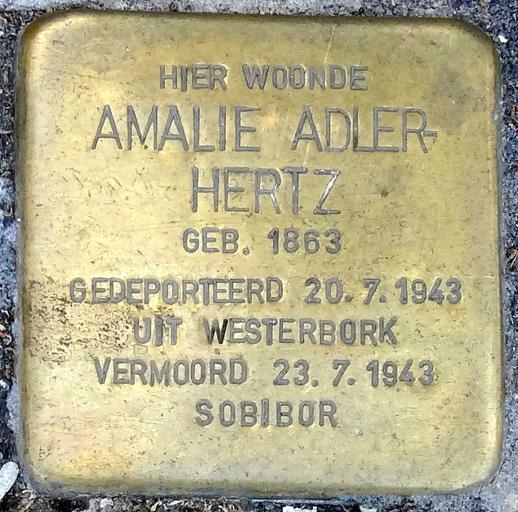 HIER WOONDE
AMALIE ADLER-
HERTZ
GEB. 1863
GEDEPORTEERD 20.7.1943
UIT WESTERBORK
VERMOORD 23.7.1943
SOBIBOR